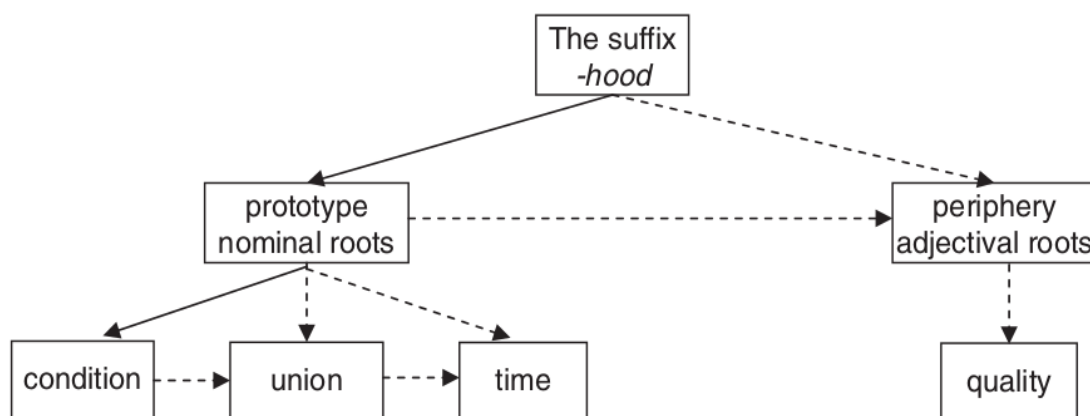 The suffix
-hood
prototype
nominal roots
periphery
adjectival roots
condition
union
time
quality